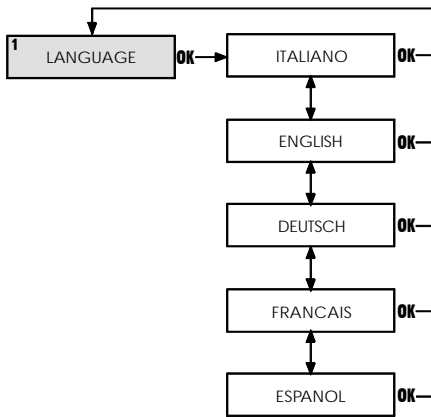 1
LANGUAGE OK ITALIANO OK
ENGLISH OK
DEUTSCH OK
FRANCAIS OK
ESPANOL OK